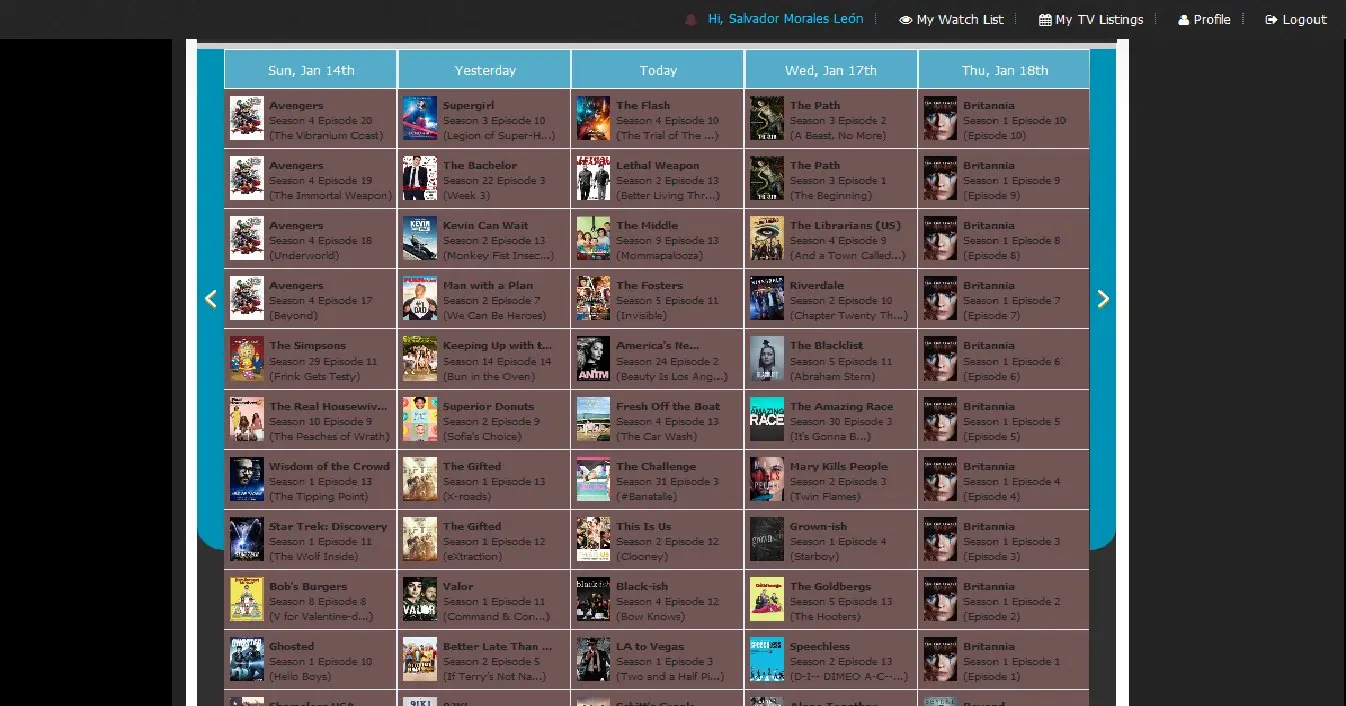 Hi, Salvador Morales León
My Watch List
My TV Listings
Profile
Logout
Sun, Jan 14th
Yesterday
Today
Wed, Jan 17th
Thu, Jan 18th
Avengers
Season 4 Episode 20
(The Vibranium Coast)
Supergirl
Season 3 Episode 10
(Legion of Super-H...)
The Flash
Season 4 Episode 10
(The Trial of The ...)
The Path
Season 3 Episode 2
(A Beast, No More)
Britannia
Season 1 Episode 10
(Episode 10)
Avengers
Season 4 Episode 19
(The Immortal Weapon)
The Bachelor
Season 22 Episode 3
(Week 3)
Lethal Weapon
Season 2 Episode 13
(Better Living Thr...)
The Path
Season 3 Episode 1
(The Beginning)
Britannia
Season 1 Episode 9
(Episode 9)
Avengers
Season 4 Episode 18
(Underworld)
Kevin Can Wait
Season 2 Episode 13
(Monkey Fist Insec...)
The Middle
Season 9 Episode 13
(Mommapalooza)
The Librarians (US)
Season 4 Episode 9
(And a Town Called...)
Britannia
Season 1 Episode 8
(Episode 8)
Avengers
Season 4 Episode 17
(Beyond)
Man with a Plan
Season 2 Episode 7
(We Can Be Heroes)
The Fosters
Season 5 Episode 11
(Invisible)
Riverdale
Season 2 Episode 10
(Chapter Twenty Th...)
Britannia
Season 1 Episode 7
(Episode 7)
The Simpsons
Season 29 Episode 11
(Frink Gets Testy)
Keeping Up with t...
Season 14 Episode 14
(Bun in the Oven)
America's Ne...
Season 24 Episode 2
(Beauty Is Los Ang...)
The Blacklist
Season 5 Episode 11
(Abraham Stern)
Britannia
Season 1 Episode 6
(Episode 6)
The Real Housewiv...
Season 10 Episode 9
(The Peaches of Wrath)
Superior Donuts
Season 2 Episode 9
(Sofia's Choice)
Fresh Off the Boat
Season 4 Episode 13
(The Car Wash)
The Amazing Race
Season 30 Episode 3
(It's Gonna B...)
Britannia
Season 1 Episode 5
(Episode 5)
Wisdom of the Crowd
Season 1 Episode 13
(The Tipping Point)
The Gifted
Season 1 Episode 13
(X-roads)
The Challenge
Season 31 Episode 3
(#Banatalie)
Mary Kills People
Season 2 Episode 3
(Twin Flames)
Britannia
Season 1 Episode 4
(Episode 4)
Star Trek: Discovery
Season 1 Episode 11
(The Wolf Inside)
The Gifted
Season 1 Episode 12
(eXtraction)
This Is Us
Season 2 Episode 12
(Clooney)
Grown-ish
Season 1 Episode 4
(Starboy)
Britannia
Season 1 Episode 3
(Episode 3)
Bob's Burgers
Season 8 Episode 8
(V for Valentine-d...)
Valor
Season 1 Episode 11
(Command & Con...)
Black-ish
Season 4 Episode 12
(Bow Knows)
The Goldbergs
Season 5 Episode 13
(The Hooters)
Britannia
Season 1 Episode 2
(Episode 2)
Ghosted
Season 1 Episode 10
(Hello Boys)
Better Late Than ...
Season 2 Episode 5
(If Terry's Not Na...)
LA to Vegas
Season 1 Episode 3
(Two and a Half Pi...)
Speechless
Season 2 Episode 13
(D-I-- DIMEO A-C--...)
Britannia
Season 1 Episode 1
(Episode 1)